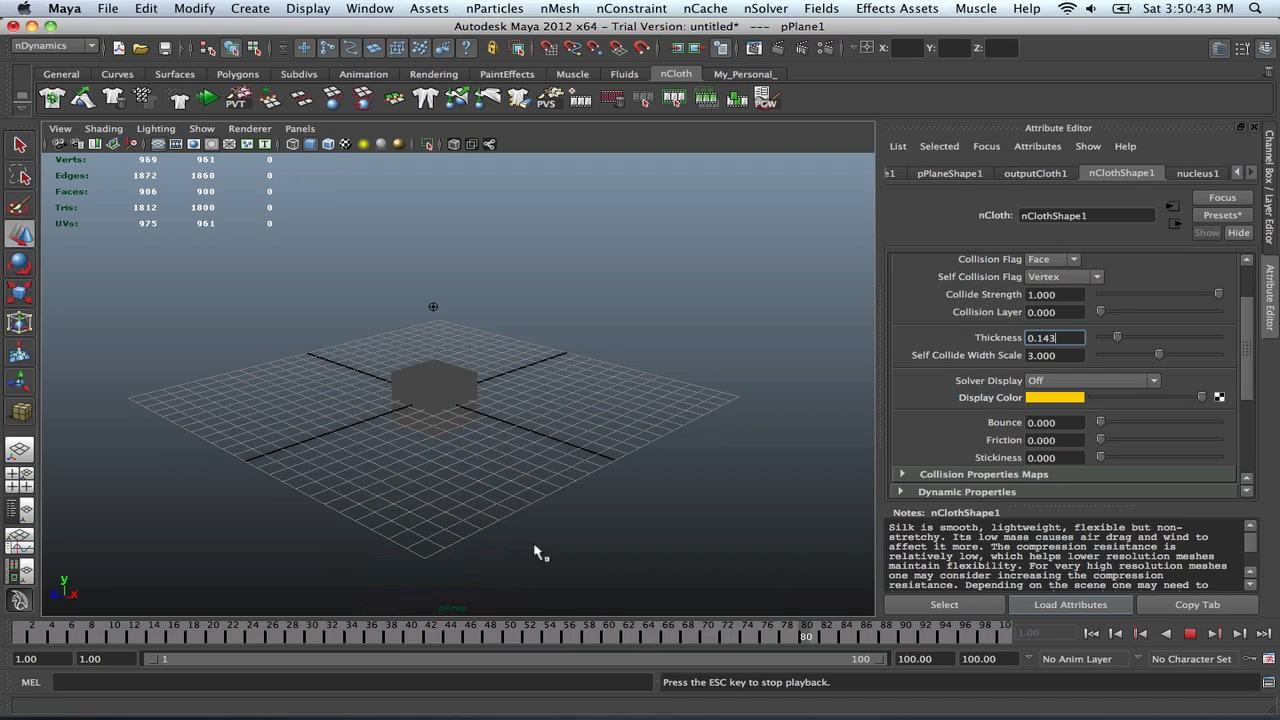 Maya File Edit Modify Create Display Window Assets nParticles nMesh nConstraint nCache nSolver Fields Effects Assets Muscle Help Sat 3:50:43 PM
Autodesk Maya 2012 x64 - Trial Version: untitled* --- pPlane1
nDynamics X: Y: Z:
General Curves Surfaces Polygons Subdivs Animation Rendering PaintEffects Muscle Fluids nCloth My_Personal_
PVT PVS PGW
View Shading Lighting Show Renderer Panels
Verts: 969 961 0
Edges: 1872 1860 0
Faces: 906 900 0
Tris: 1812 1800 0
UVs: 975 961 0
y
x
persp
Attribute Editor
List Selected Focus Attributes Show Help
e1 pPlaneShape1 outputCloth1 nClothShape1 nucleus1
nCloth: nClothShape1
Focus
Presets*
Show Hide
Collision Flag Face
Self Collision Flag Vertex
Collide Strength 1.000
Collision Layer 0.000
Thickness 0.143
Self Collide Width Scale 3.000
Solver Display Off
Display Color
Bounce 0.000
Friction 0.000
Stickiness 0.000
Collision Properties Maps
Dynamic Properties
Notes: nClothShape1
Silk is smooth, lightweight, flexible but non-
stretchy. Its low mass causes air drag and wind to
affect it more. The compression resistance is
relatively low, which helps lower resolution meshes
maintain flexibility. For very high resolution meshes
one may consider increasing the compression
resistance. Depending on the scene one may need to
Select Load Attributes Copy Tab
Channel Box / Layer Editor
Attribute Editor
2 4 6 8 10 12 14 16 18 20 22 24 26 28 30 32 34 36 38 40 42 44 46 48 50 52 54 56 58 60 62 64 66 68 70 72 74 76 78 80 82 84 86 88 90 92 94 96 98 10 1.00
80
1.00 1.00 1 100 100.00 100.00 No Anim Layer No Character Set
MEL Press the ESC key to stop playback.